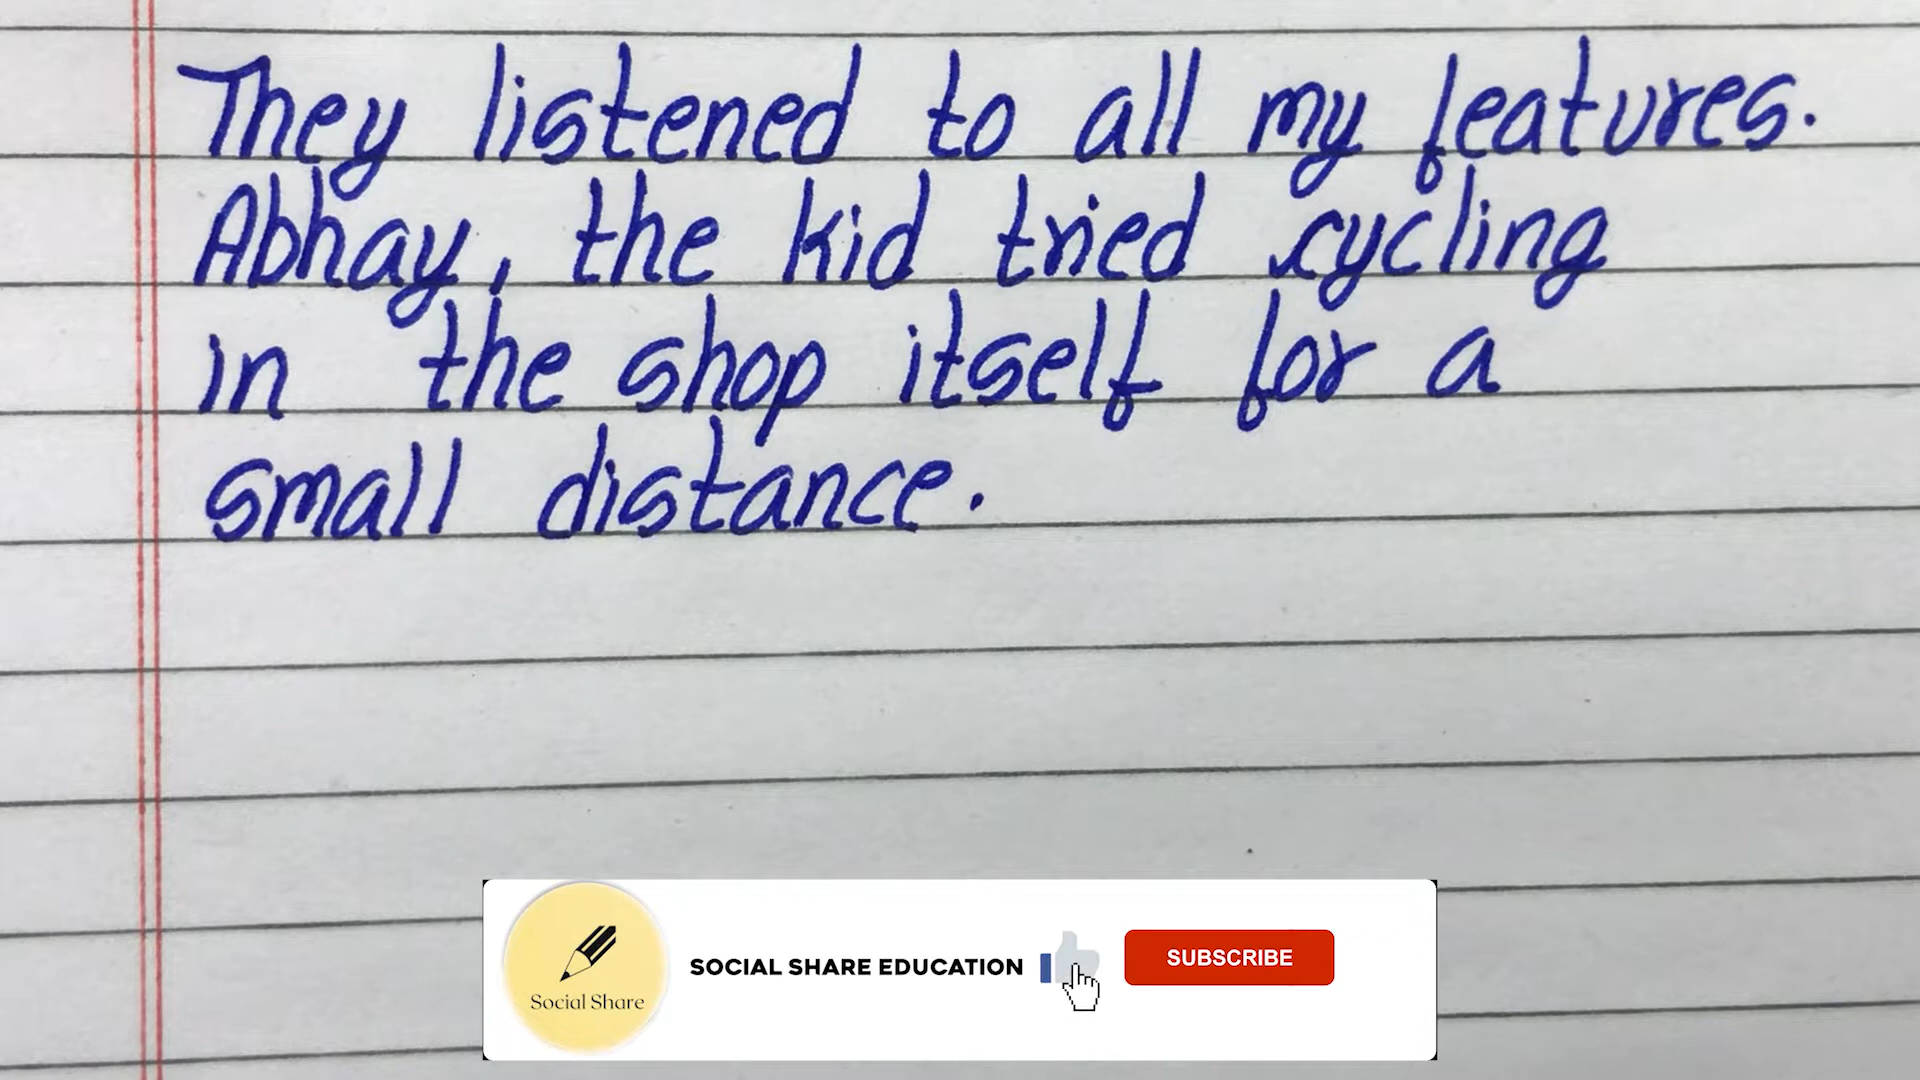 They listened to all my features.
Abhay, the kid tried cycling
in the shop itself for a
small distance.
Social Share
SOCIAL SHARE EDUCATION
SUBSCRIBE